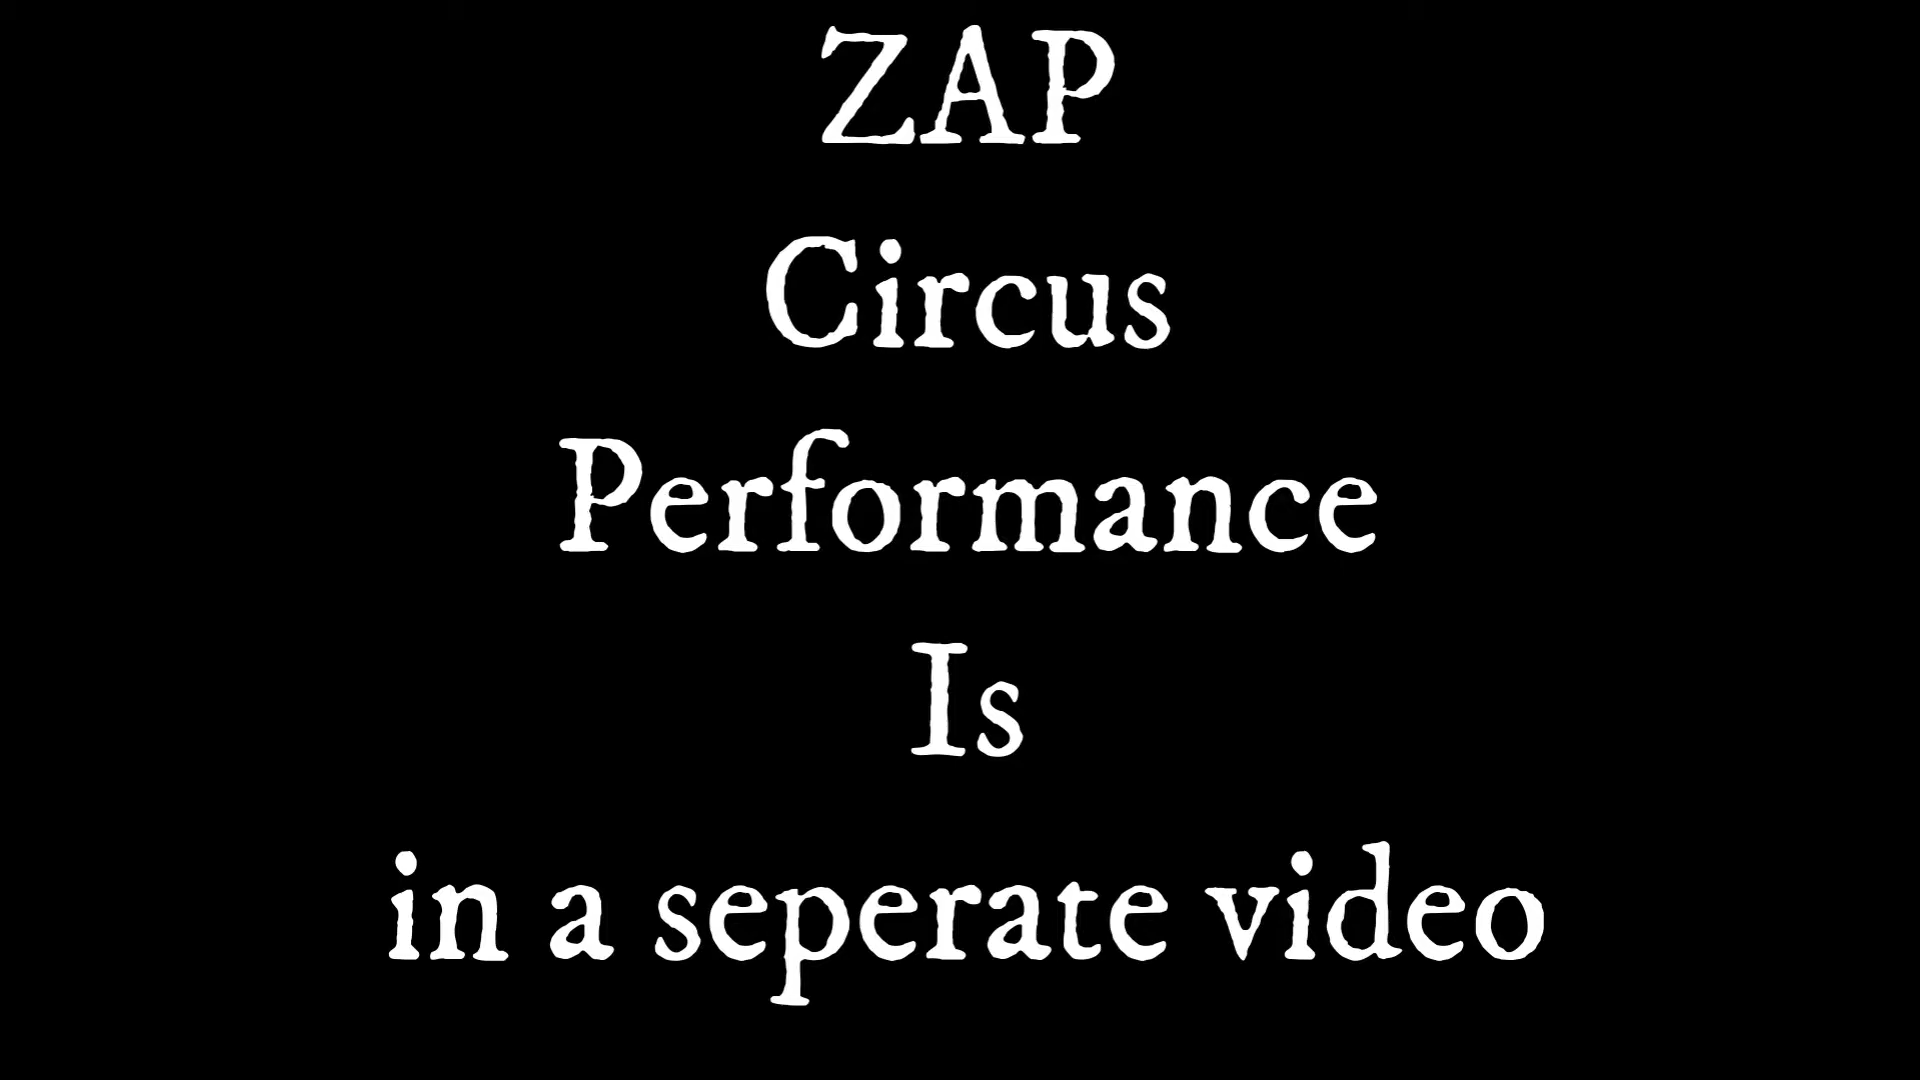 ZAP
Circus
Performance
Is
in a seperate video